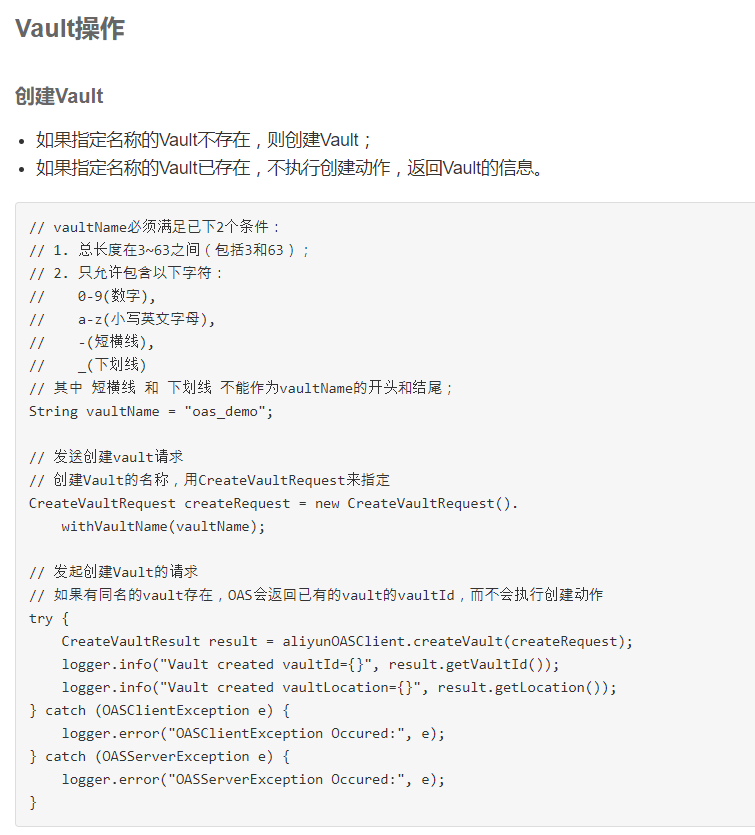 Vault操作
创建Vault
• 如果指定名称的Vault不存在，则创建Vault；
• 如果指定名称的Vault已存在，不执行创建动作，返回Vault的信息。
// vaultName必须满足已下2个条件：
// 1. 总长度在3~63之间（包括3和63）；
// 2. 只允许包含以下字符：
//    0-9(数字),
//    a-z(小写英文字母),
//    -(短横线),
//    _(下划线)
// 其中 短横线 和 下划线 不能作为vaultName的开头和结尾；
String vaultName = "oas_demo";
// 发送创建vault请求
// 创建Vault的名称，用CreateVaultRequest来指定
CreateVaultRequest createRequest = new CreateVaultRequest().
    withVaultName(vaultName);
// 发起创建Vault的请求
// 如果有同名的vault存在，OAS会返回已有的vault的vaultId，而不会执行创建动作
try {
    CreateVaultResult result = aliyunOASClient.createVault(createRequest);
    logger.info("Vault created vaultId={}", result.getVaultId());
    logger.info("Vault created vaultLocation={}", result.getLocation());
} catch (OASClientException e) {
    logger.error("OASClientException Occured:", e);
} catch (OASServerException e) {
    logger.error("OASServerException Occured:", e);
}